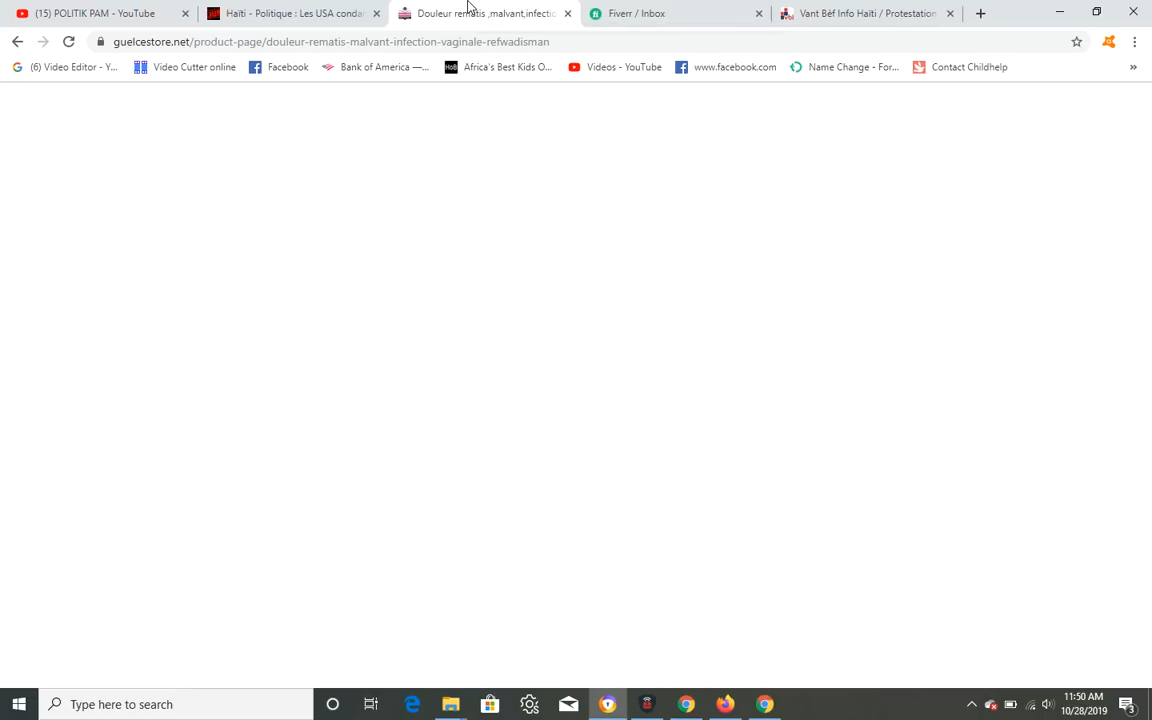 (15) POLITIK PAM - YouTube
Haïti - Politique : Les USA conda
Douleur rematis ,malvant,infectio
Fiverr / Inbox
Vant Bèf Info Haïti / Protestation
guelcestore.net/product-page/douleur-rematis-malvant-infection-vaginale-refwadisman
(6) Video Editor - Y...
Video Cutter online
Facebook
Bank of America —...
Africa's Best Kids O...
Videos - YouTube
www.facebook.com
Name Change - For...
Contact Childhelp
Type here to search
11:50 AM
10/28/2019
3